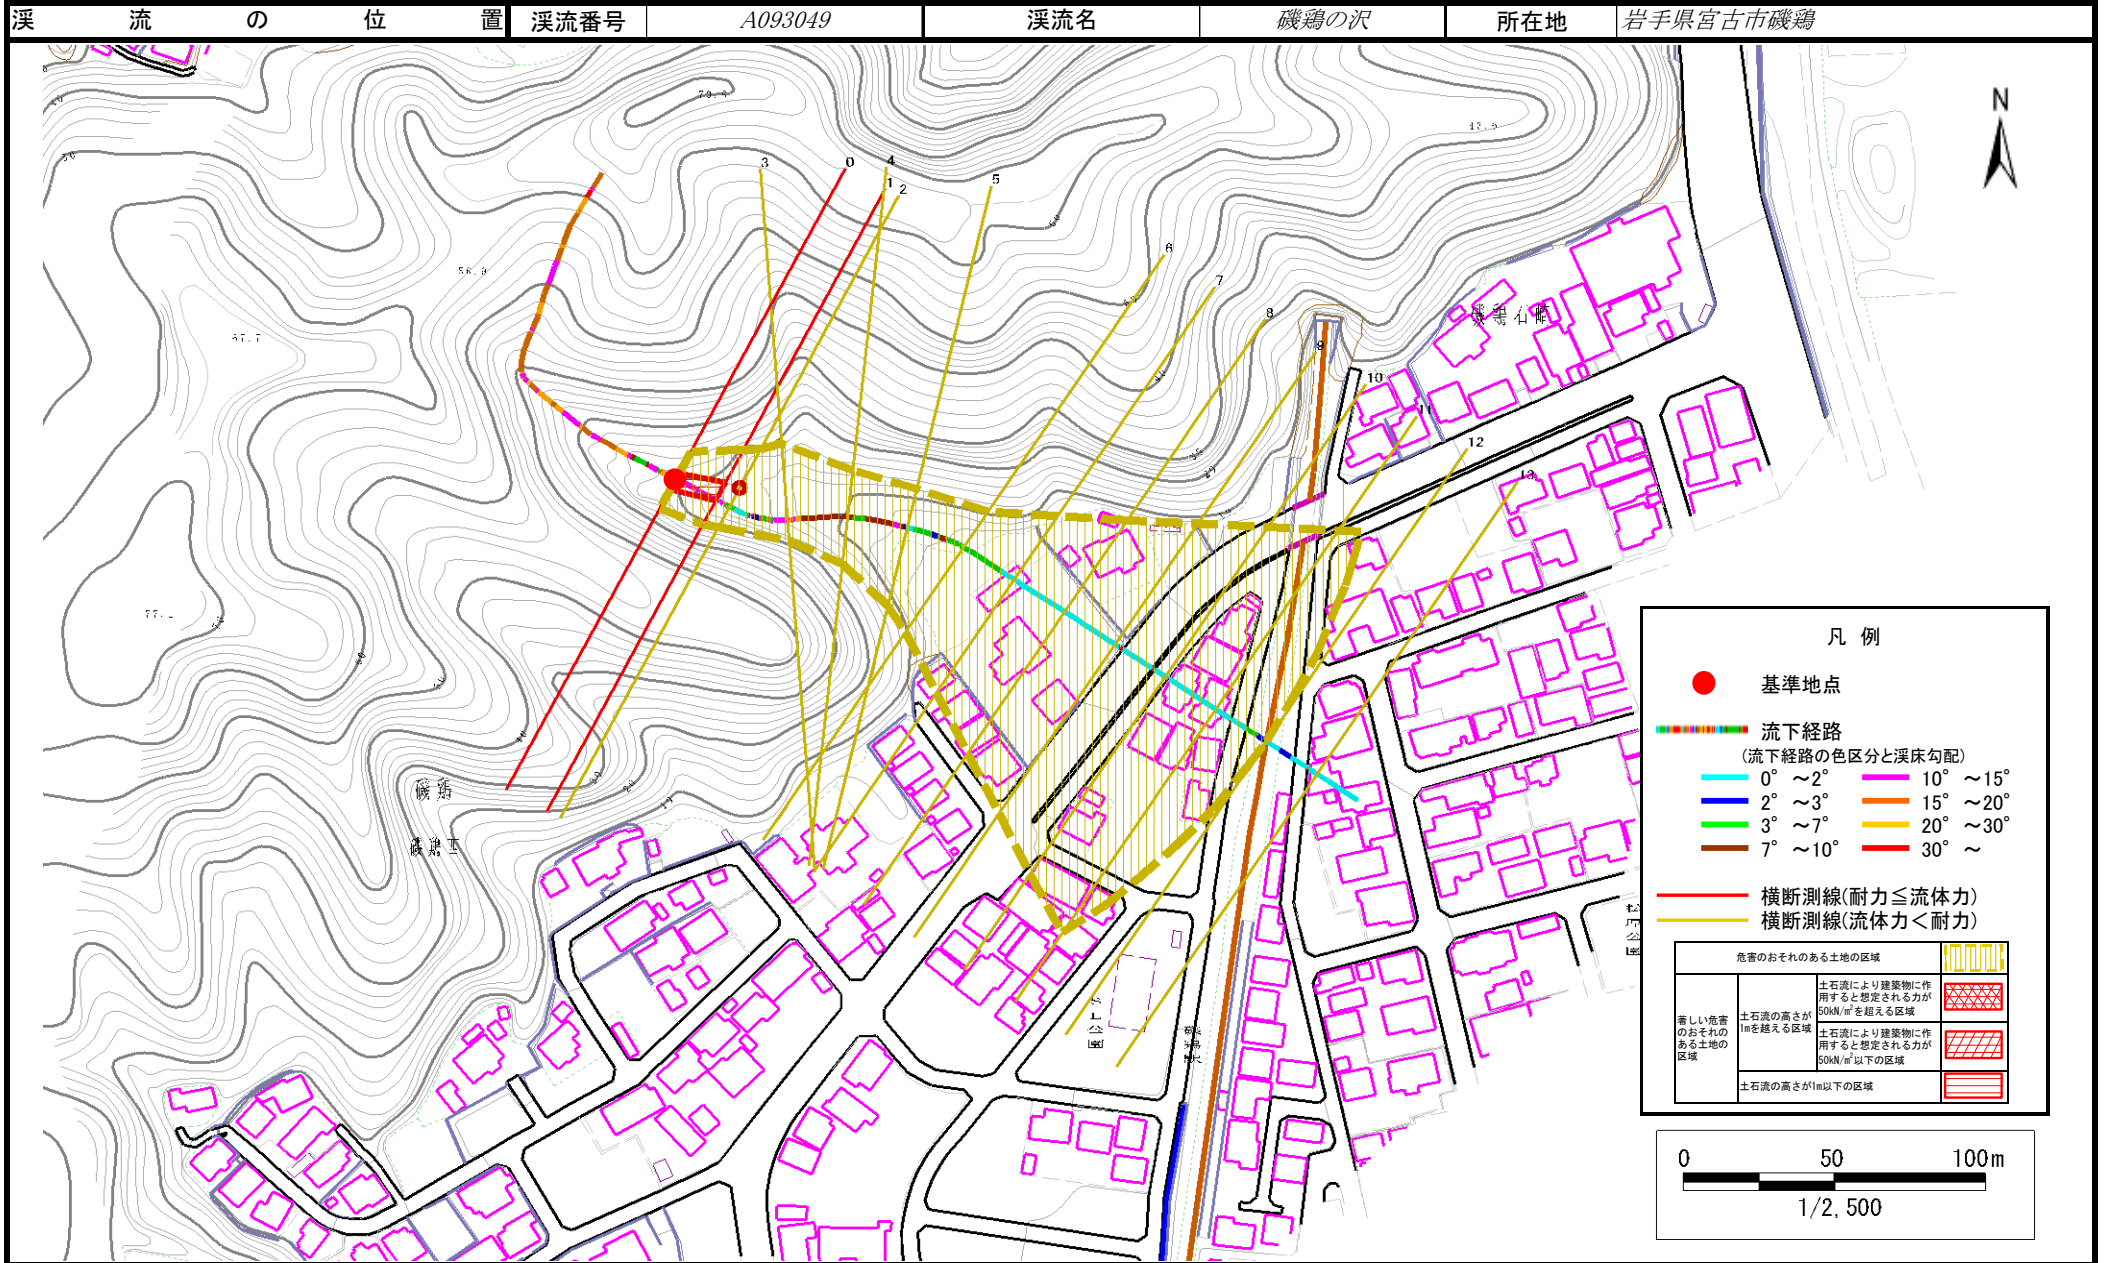 渓流の位置 渓流番号 A093049 渓流名 磯鶏の沢 所在地 岩手県宮古市磯鶏
N
3 0 4
1 2
5
6
7
8
9
10
11
12
13
磯鶏石崎
磯鶏
磯鶏西
凡 例
基準地点
流下経路
(流下経路の色区分と渓床勾配)
0° ～2° 10° ～15°
2° ～3° 15° ～20°
3° ～7° 20° ～30°
7° ～10° 30° ～
横断測線(耐力≦流体力)
横断測線(流体力＜耐力)
危害のおそれのある土地の区域
著しい危害
のおそれの
ある土地の
区域
土石流の高さが
1mを越える区域
土石流により建築物に作
用すると想定される力が
50kN/㎡を超える区域
土石流により建築物に作
用すると想定される力が
50kN/㎡以下の区域
土石流の高さが1m以下の区域
0 50 100m
1/2,500